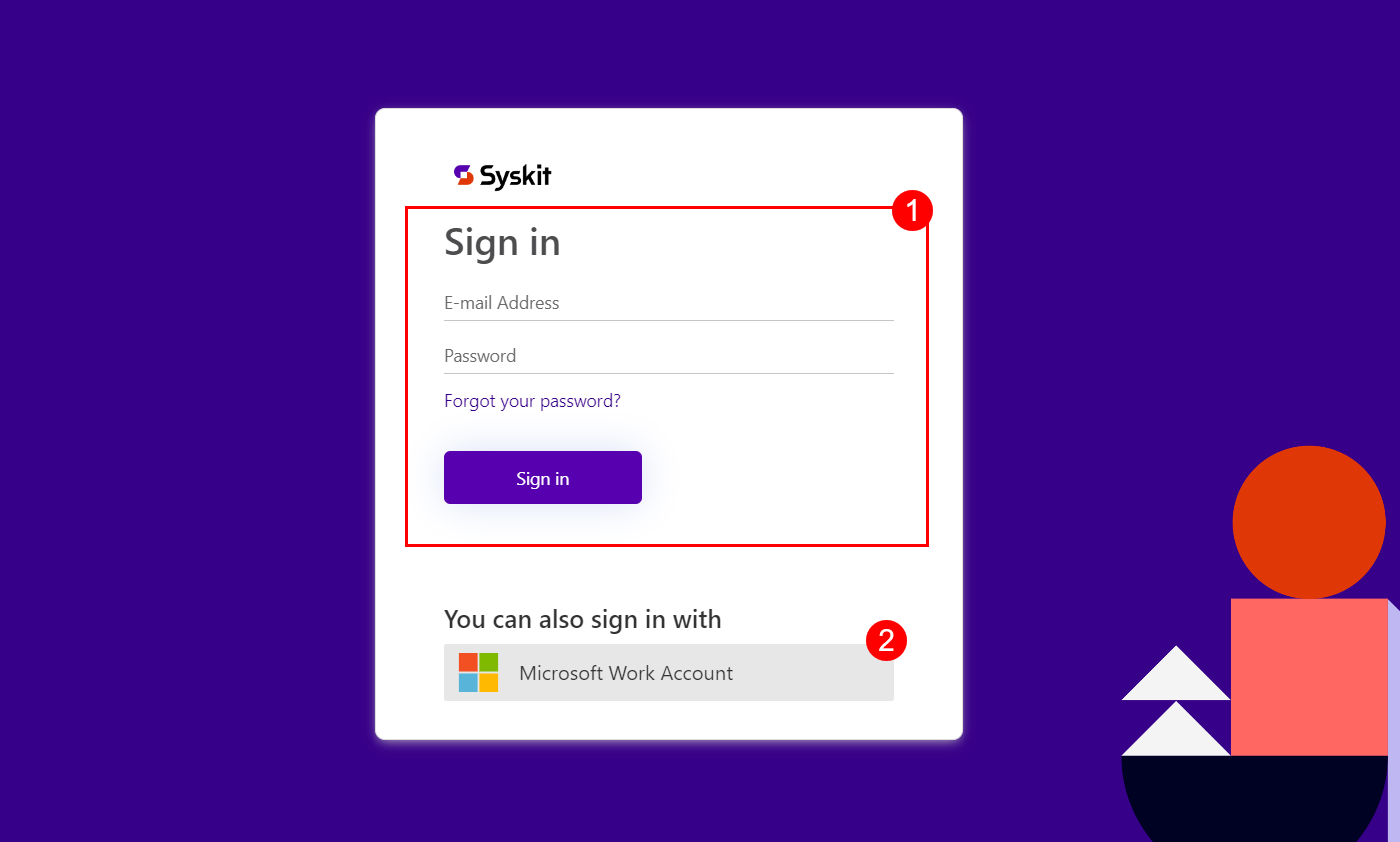 Syskit
1
Sign in
E-mail Address
Password
Forgot your password?
Sign in
You can also sign in with
2
Microsoft Work Account